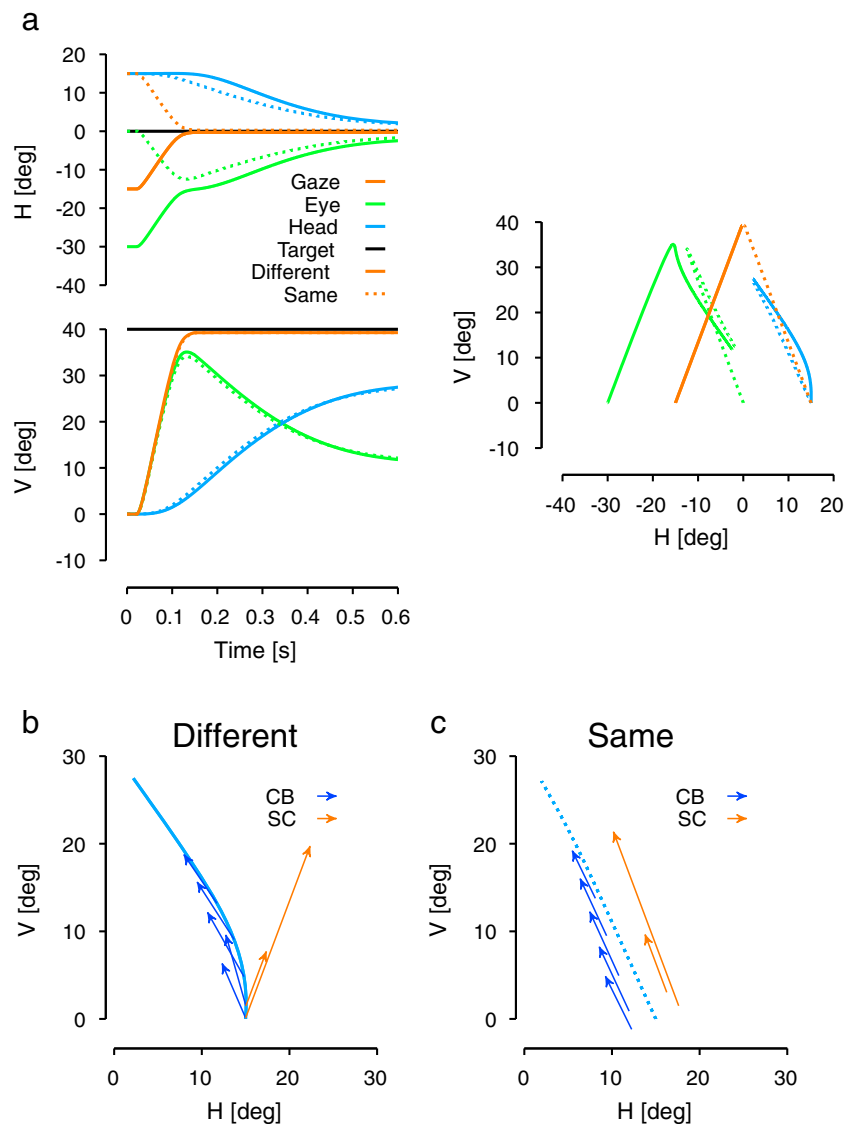 a
20
10
0
-10
-20
-30
-40
H [deg]
Gaze
Eye
Head
Target
Different
Same
40
30
20
10
0
-10
V [deg]
0 0.1 0.2 0.3 0.4 0.5 0.6
Time [s]
40
30
20
10
0
-10
V [deg]
-40 -30 -20 -10 0 10 20
H [deg]
b
Different
30
20
10
0
V [deg]
CB
SC
0 10 20 30
H [deg]
c
Same
30
20
10
0
V [deg]
CB
SC
0 10 20 30
H [deg]